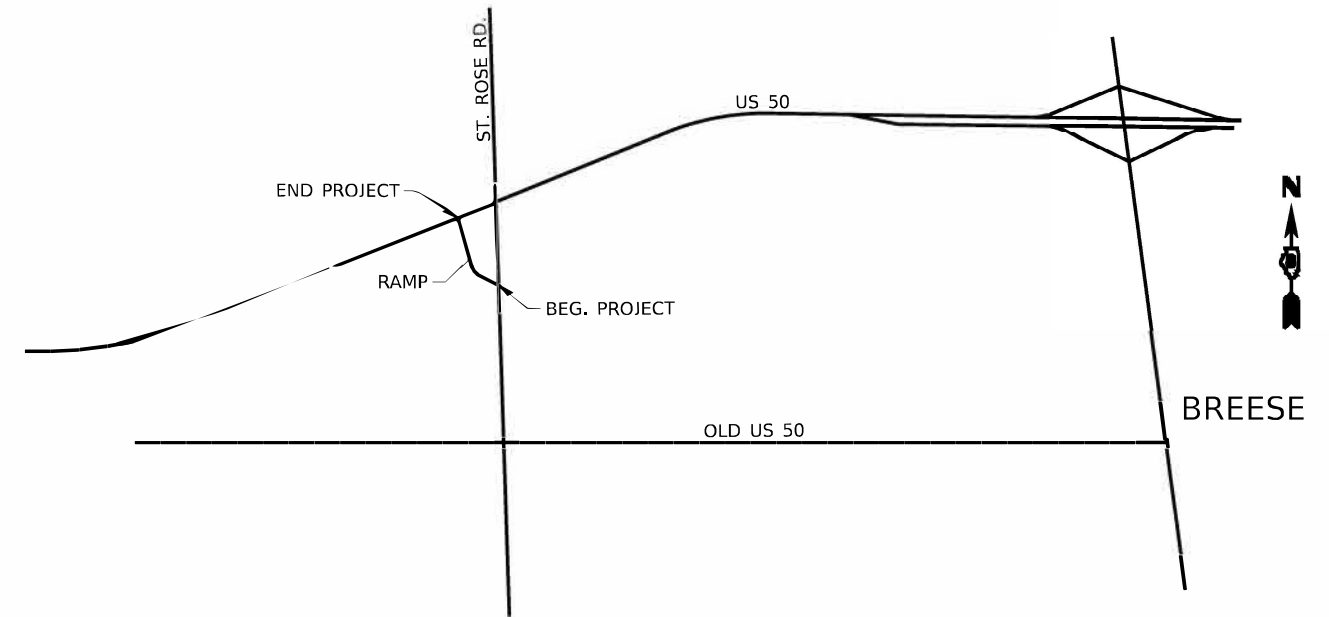 ST. ROSE RD.
US 50
END PROJECT
N
RAMP
BEG. PROJECT
BREESE
OLD US 50